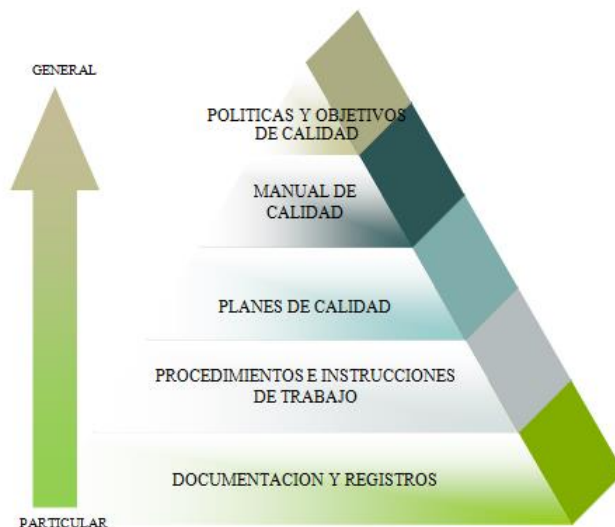 GENERAL
POLITICAS Y OBJETIVOS
DE CALIDAD
MANUAL DE
CALIDAD
PLANES DE CALIDAD
PROCEDIMIENTOS E INSTRUCCIONES
DE TRABAJO
DOCUMENTACION Y REGISTROS
PARTICULAR